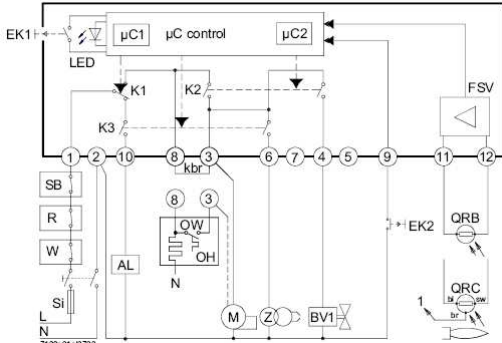 EK1
µC1 µC control µC2
LED
K1 K2 FSV
K3
1 2 10 8 3 6 7 4 5 9 11 12
kbr
SB
8 3
R
OW
EK2
QRB
W
AL
OH
N
QRC
bl sw
Si
1
br
M Z BV1
L
N